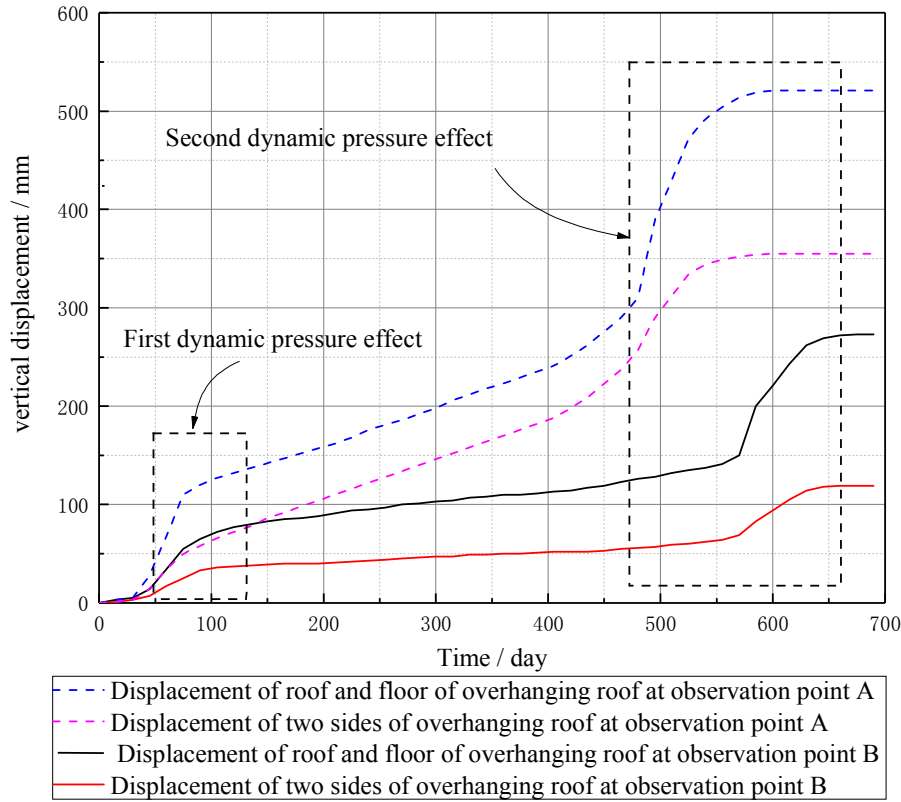 600
500
400
300
200
100
0
vertical displacement / mm
Second dynamic pressure effect
First dynamic pressure effect
0 100 200 300 400 500 600 700
Time / day
Displacement of roof and floor of overhanging roof at observation point A
Displacement of two sides of overhanging roof at observation point A
Displacement of roof and floor of overhanging roof at observation point B
Displacement of two sides of overhanging roof at observation point B